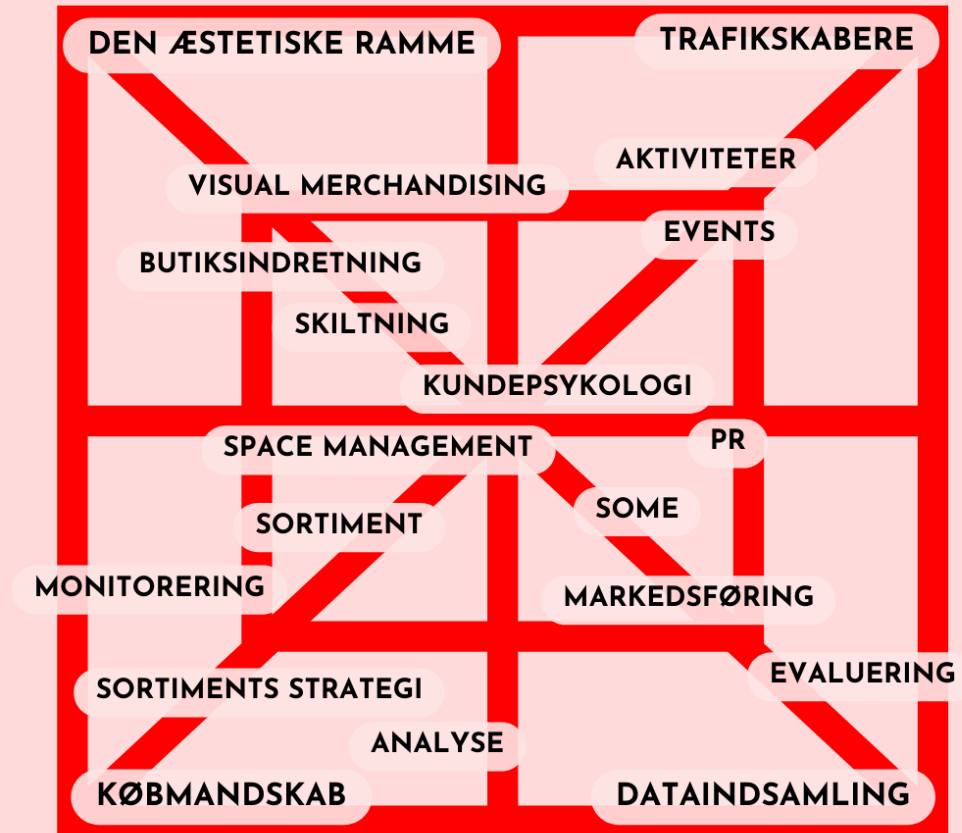 DEN ÆSTETISKE RAMME
TRAFIKSKABERE
AKTIVITETER
VISUAL MERCHANDISING
EVENTS
BUTIKSINDRETNING
SKILTNING
KUNDEPSYKOLOGI
PR
SPACE MANAGEMENT
SOME
SORTIMENT
MONITORERING
MARKEDSFØRING
EVALUERING
SORTIMENTS STRATEGI
ANALYSE
KØBMANDSKAB
DATAINDSAMLING